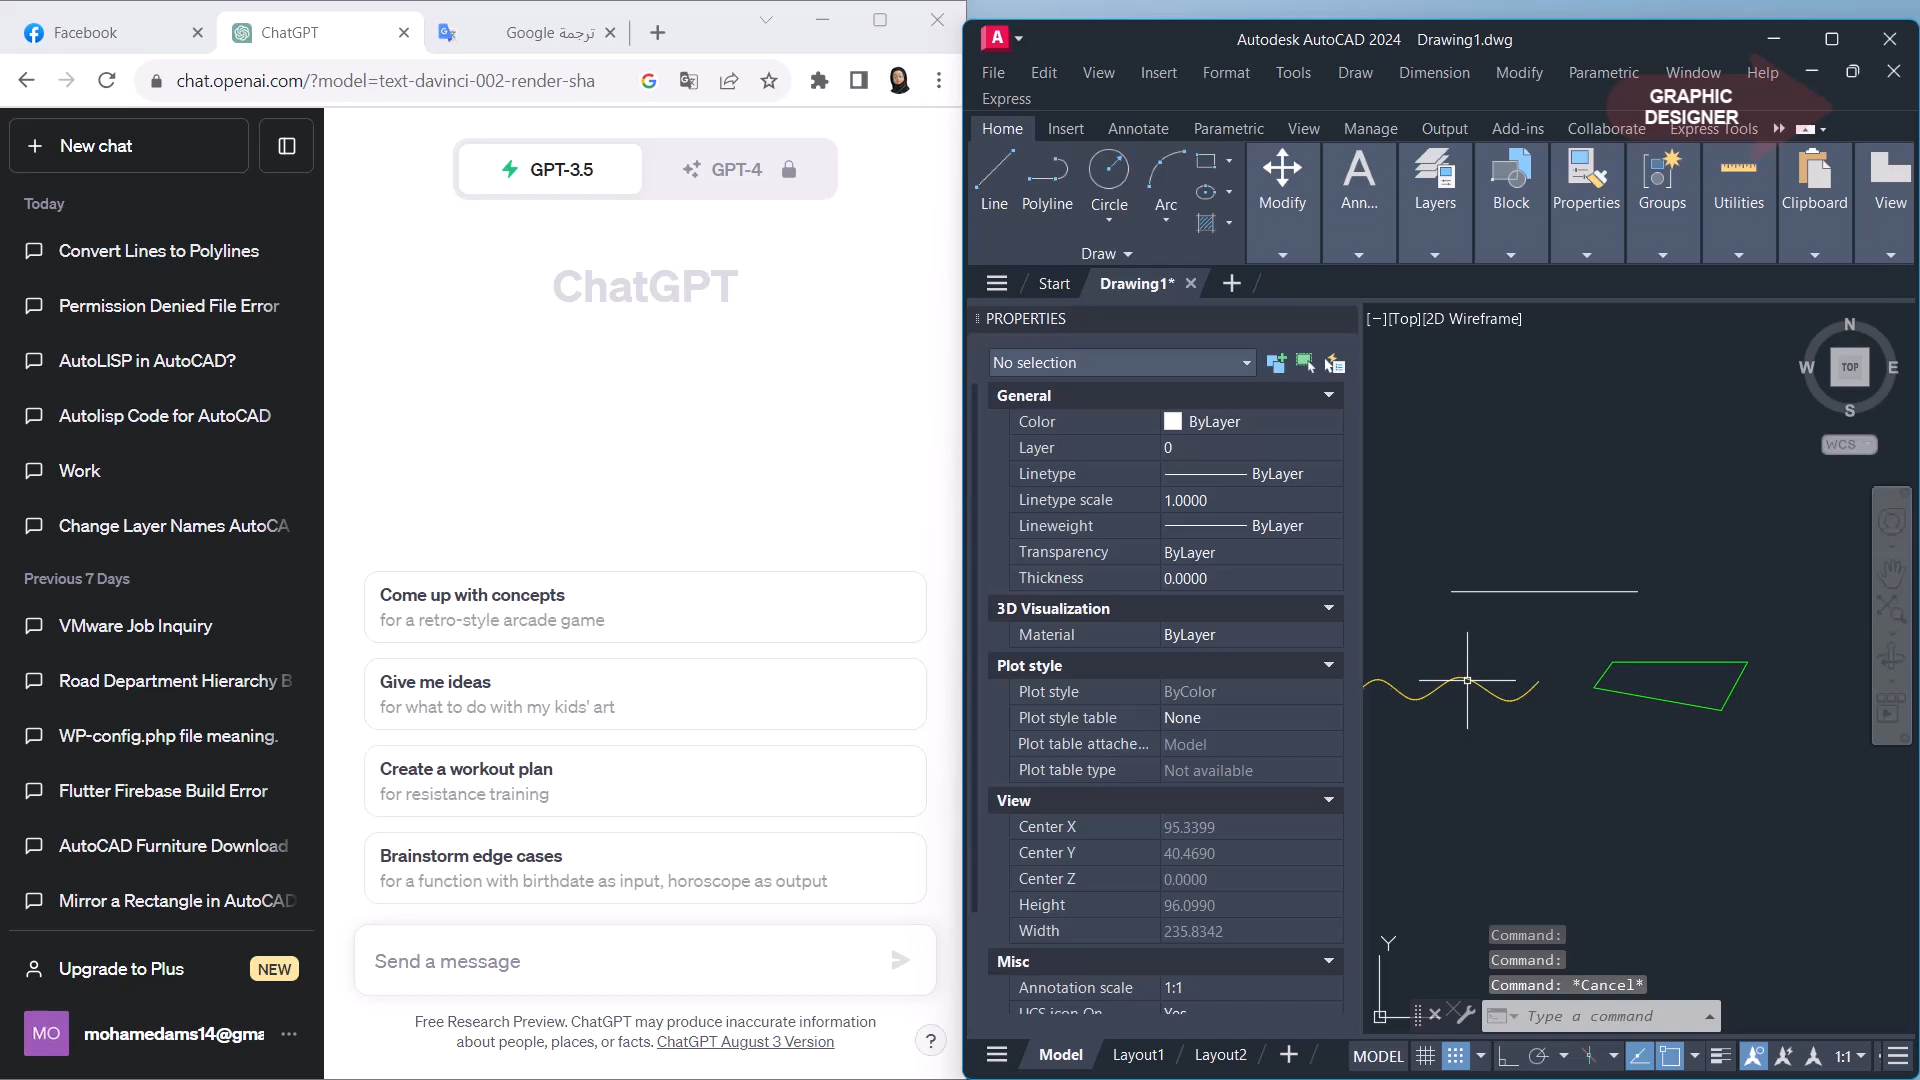 Facebook
ChatGPT
Google ترجمة
chat.openai.com/?model=text-davinci-002-render-sha
New chat
Today
Convert Lines to Polylines
Permission Denied File Error
AutoLISP in AutoCAD?
Autolisp Code for AutoCAD
Work
Change Layer Names AutoCA
Previous 7 Days
VMware Job Inquiry
Road Department Hierarchy B
WP-config.php file meaning.
Flutter Firebase Build Error
AutoCAD Furniture Download
Mirror a Rectangle in AutoCAD
Upgrade to Plus NEW
MO mohamedams14@gma
GPT-3.5 GPT-4
ChatGPT
Come up with concepts
for a retro-style arcade game
Give me ideas
for what to do with my kids' art
Create a workout plan
for resistance training
Brainstorm edge cases
for a function with birthdate as input, horoscope as output
Send a message
Free Research Preview. ChatGPT may produce inaccurate information
about people, places, or facts. ChatGPT August 3 Version
?
A Autodesk AutoCAD 2024 Drawing1.dwg
File Edit View Insert Format Tools Draw Dimension Modify Parametric Window Help
Express
GRAPHIC
DESIGNER
Home Insert Annotate Parametric View Manage Output Add-ins Collaborate Express Tools
Line Polyline Circle Arc Modify Ann... Layers Block Properties Groups Utilities Clipboard View
Draw
Start Drawing1*
PROPERTIES
No selection
General
Color ByLayer
Layer 0
Linetype ByLayer
Linetype scale 1.0000
Lineweight ByLayer
Transparency ByLayer
Thickness 0.0000
3D Visualization
Material ByLayer
Plot style
Plot style ByColor
Plot style table None
Plot table attache... Model
Plot table type Not available
View
Center X 95.3399
Center Y 40.4690
Center Z 0.0000
Height 96.0990
Width 235.8342
Misc
Annotation scale 1:1
UCS icon On Yes
[−][Top][2D Wireframe]
N
W TOP E
S
WCS
Y
Command:
Command:
Command: *Cancel*
Type a command
Model Layout1 Layout2
MODEL 1:1